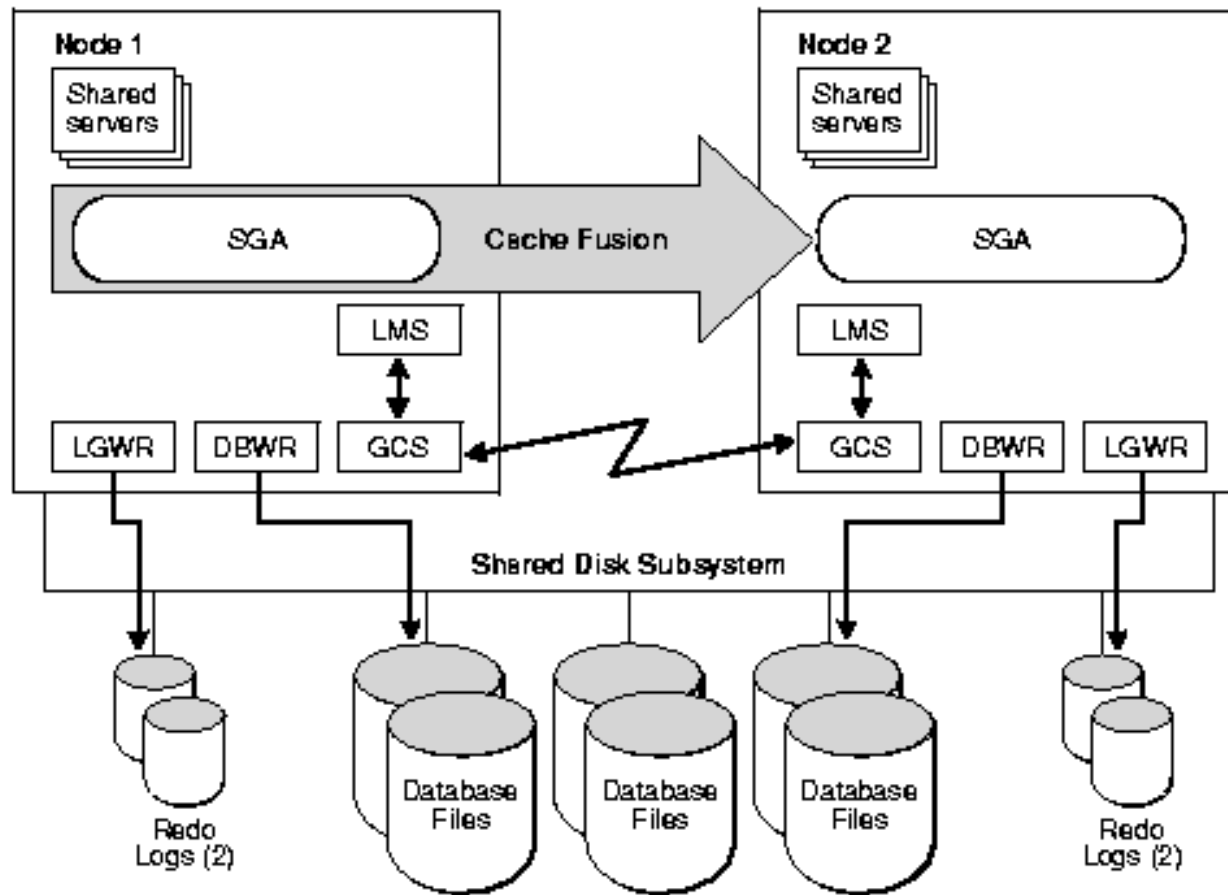 Node 1
Shared
servers
SGA
Cache Fusion
LMS
LGWR
DBWR
GCS
Node 2
Shared
servers
SGA
LMS
GCS
DBWR
LGWR
Shared Disk Subsystem
Redo
Logs (2)
Database
Files
Database
Files
Database
Files
Redo
Logs (2)